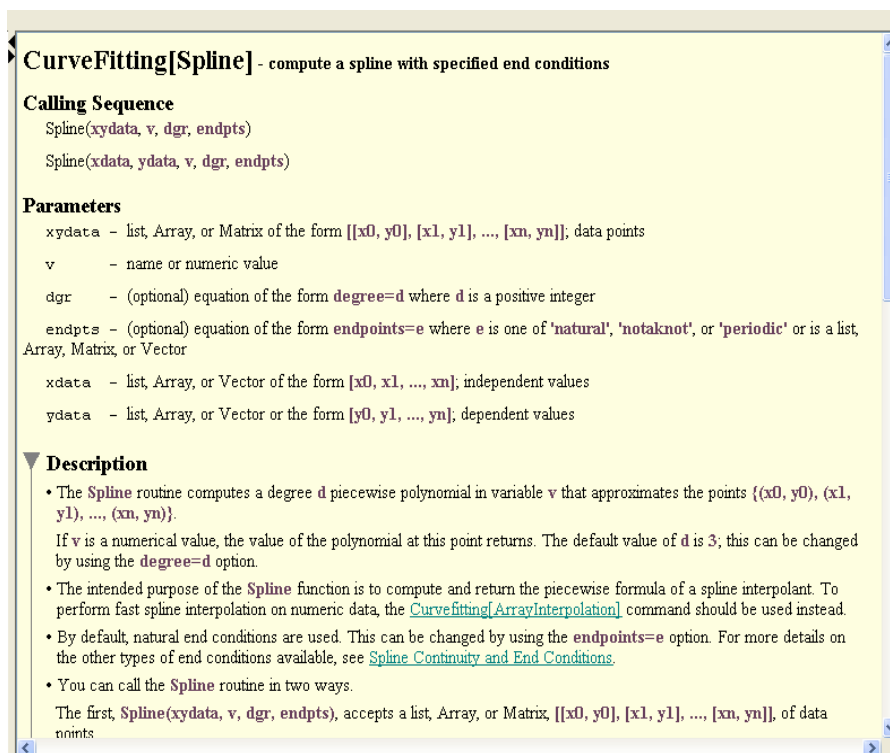 CurveFitting[Spline] - compute a spline with specified end conditions
Calling Sequence
Spline(xydata, v, dgr, endpts)
Spline(xdata, ydata, v, dgr, endpts)
Parameters
xydata – list, Array, or Matrix of the form [[x0, y0], [x1, y1], ..., [xn, yn]]; data points
v – name or numeric value
dgr – (optional) equation of the form degree=d where d is a positive integer
endpts – (optional) equation of the form endpoints=e where e is one of 'natural', 'notaknot', or 'periodic' or is a list,
Array, Matrix, or Vector
xdata – list, Array, or Vector of the form [x0, x1, ..., xn]; independent values
ydata – list, Array, or Vector or the form [y0, y1, ..., yn]; dependent values
Description
• The Spline routine computes a degree d piecewise polynomial in variable v that approximates the points {(x0, y0), (x1,
y1), ..., (xn, yn)}.
If v is a numerical value, the value of the polynomial at this point returns. The default value of d is 3; this can be changed
by using the degree=d option.
• The intended purpose of the Spline function is to compute and return the piecewise formula of a spline interpolant. To
perform fast spline interpolation on numeric data, the Curvefitting[ArrayInterpolation] command should be used instead.
• By default, natural end conditions are used. This can be changed by using the endpoints=e option. For more details on
the other types of end conditions available, see Spline Continuity and End Conditions.
• You can call the Spline routine in two ways.
The first, Spline(xydata, v, dgr, endpts), accepts a list, Array, or Matrix, [[x0, y0], [x1, y1], ..., [xn, yn]], of data
points